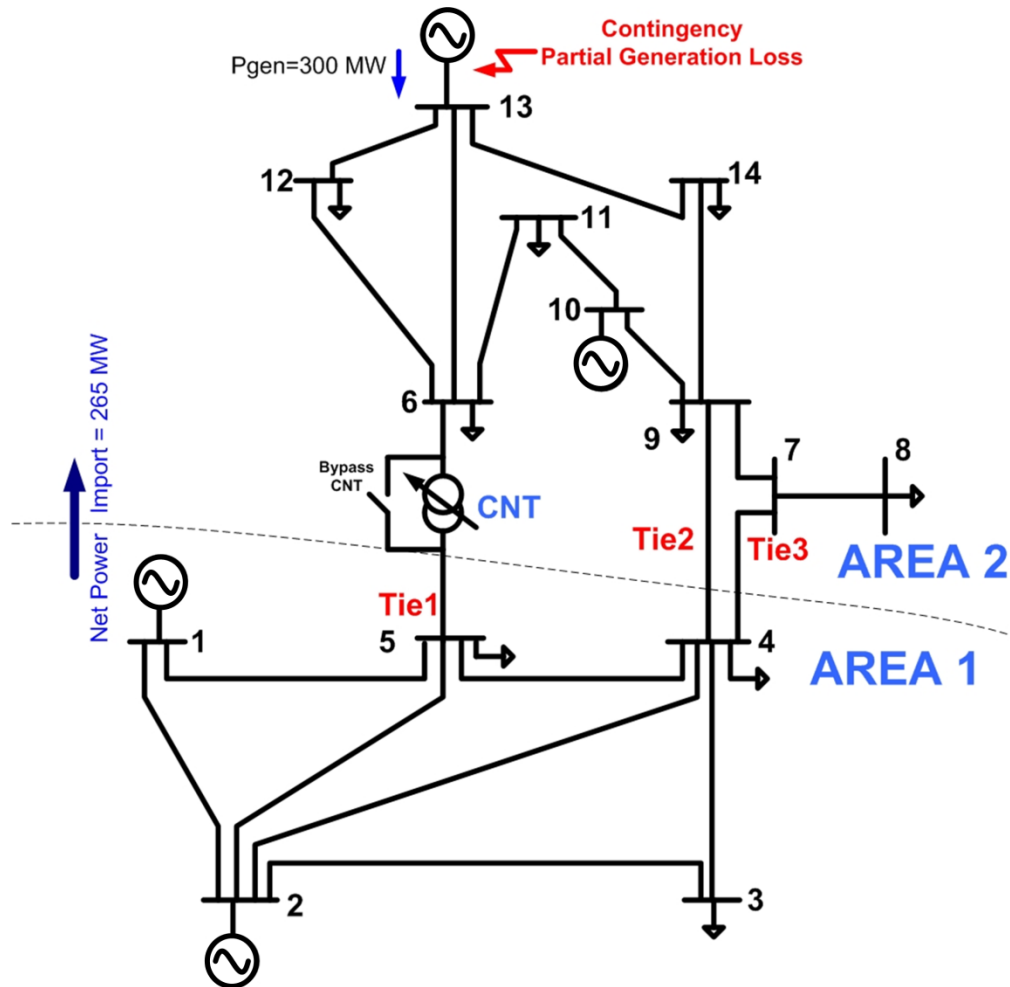 Contingency
Partial Generation Loss
Pgen=300 MW
13
12
14
11
10
6
9
7
8
Bypass
CNT
CNT
Net Power Import = 265 MW
Tie2
Tie3
AREA 2
Tie1
1
5
4
AREA 1
2
3